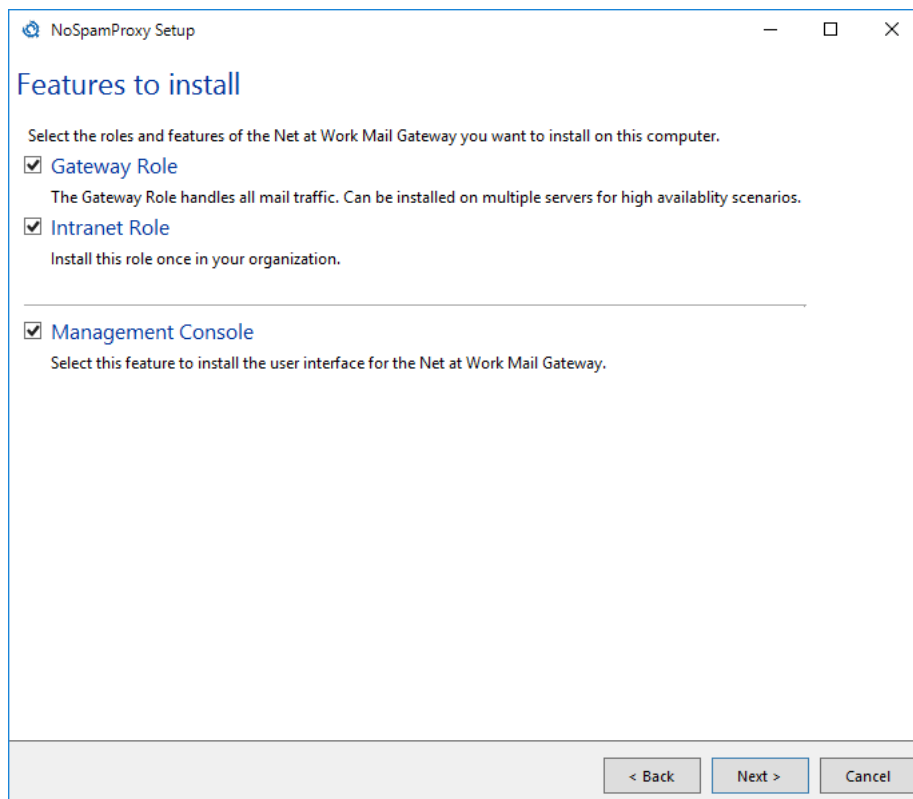 NoSpamProxy Setup
Features to install
Select the roles and features of the Net at Work Mail Gateway you want to install on this computer.
Gateway Role
The Gateway Role handles all mail traffic. Can be installed on multiple servers for high availablity scenarios.
Intranet Role
Install this role once in your organization.
Management Console
Select this feature to install the user interface for the Net at Work Mail Gateway.
< Back Next > Cancel